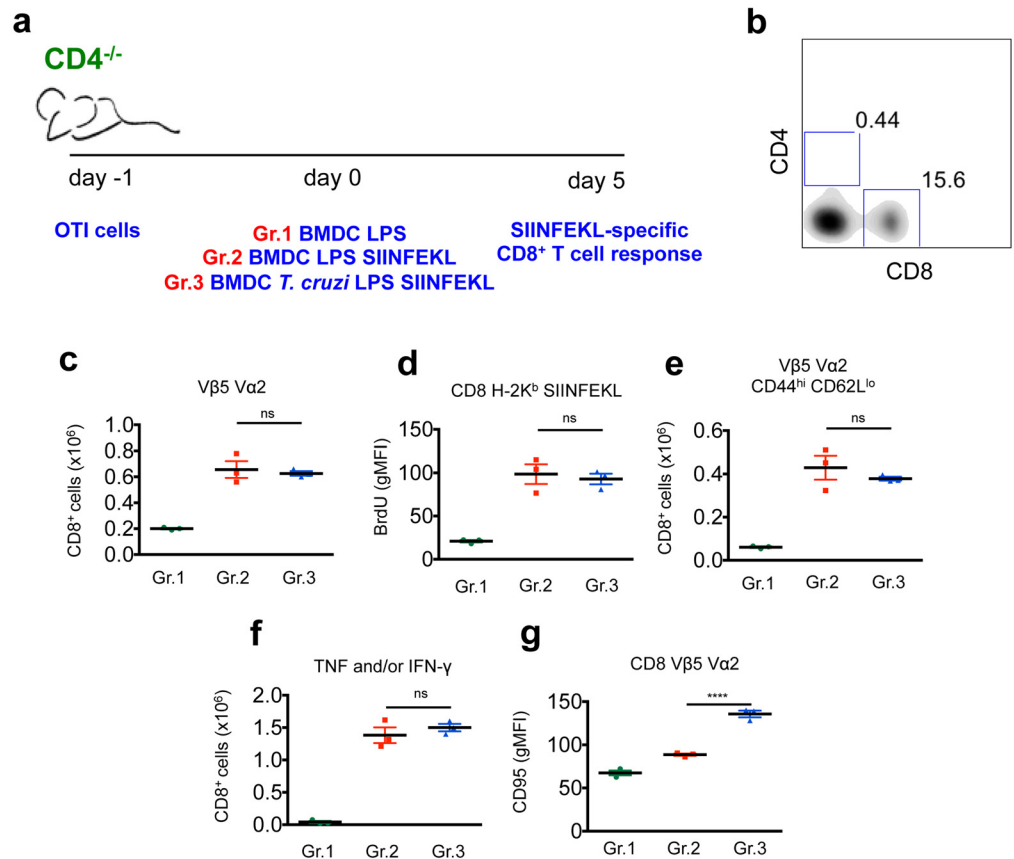 a
CD4-/-
day -1
day 0
day 5
OTI cells
Gr.1 BMDC LPS
Gr.2 BMDC LPS SIINFEKL
Gr.3 BMDC T. cruzi LPS SIINFEKL
SIINFEKL-specific
CD8+ T cell response
b
CD4
0.44
15.6
CD8
c
Vβ5 Vα2
CD8+ cells (x10⁶)
1.0
0.8
0.6
0.4
0.2
0.0
ns
Gr.1 Gr.2 Gr.3
d
CD8 H-2Kᵇ SIINFEKL
BrdU (gMFI)
150
100
50
0
ns
Gr.1 Gr.2 Gr.3
e
Vβ5 Vα2
CD44ʰⁱ CD62Lˡᵒ
CD8+ cells (x10⁶)
0.6
0.4
0.2
0.0
ns
Gr.1 Gr.2 Gr.3
f
TNF and/or IFN-γ
CD8+ cells (x10⁶)
2.0
1.5
1.0
0.5
0.0
ns
Gr.1 Gr.2 Gr.3
g
CD8 Vβ5 Vα2
CD95 (gMFI)
150
100
50
0
****
Gr.1 Gr.2 Gr.3